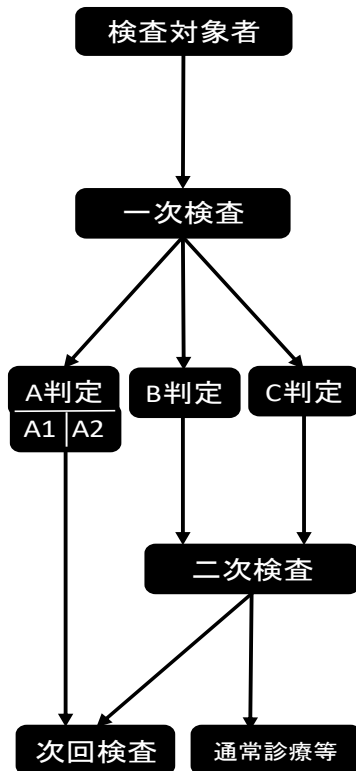 検査対象者
一次検査
A判定
B判定
C判定
A1
A2
二次検査
次回検査
通常診療等